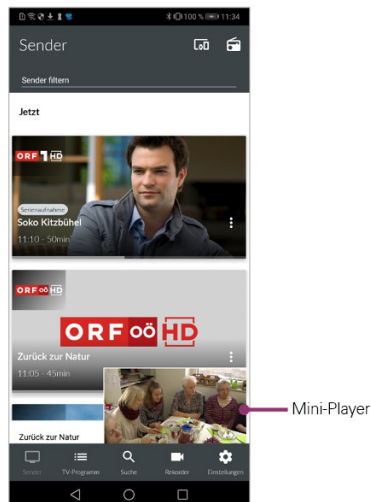 100 % 11:34
Sender
Sender filtern
Jetzt
ORF 1 HD
Serienaufnahme
Soko Kitzbühel
11:10 - 50min
ORF oö HD
ORF oö HD
Zurück zur Natur
11:05 - 45min
Mini-Player
Zurück zur Natur
Sender TV-Programm Suche Rekorder Einstellungen